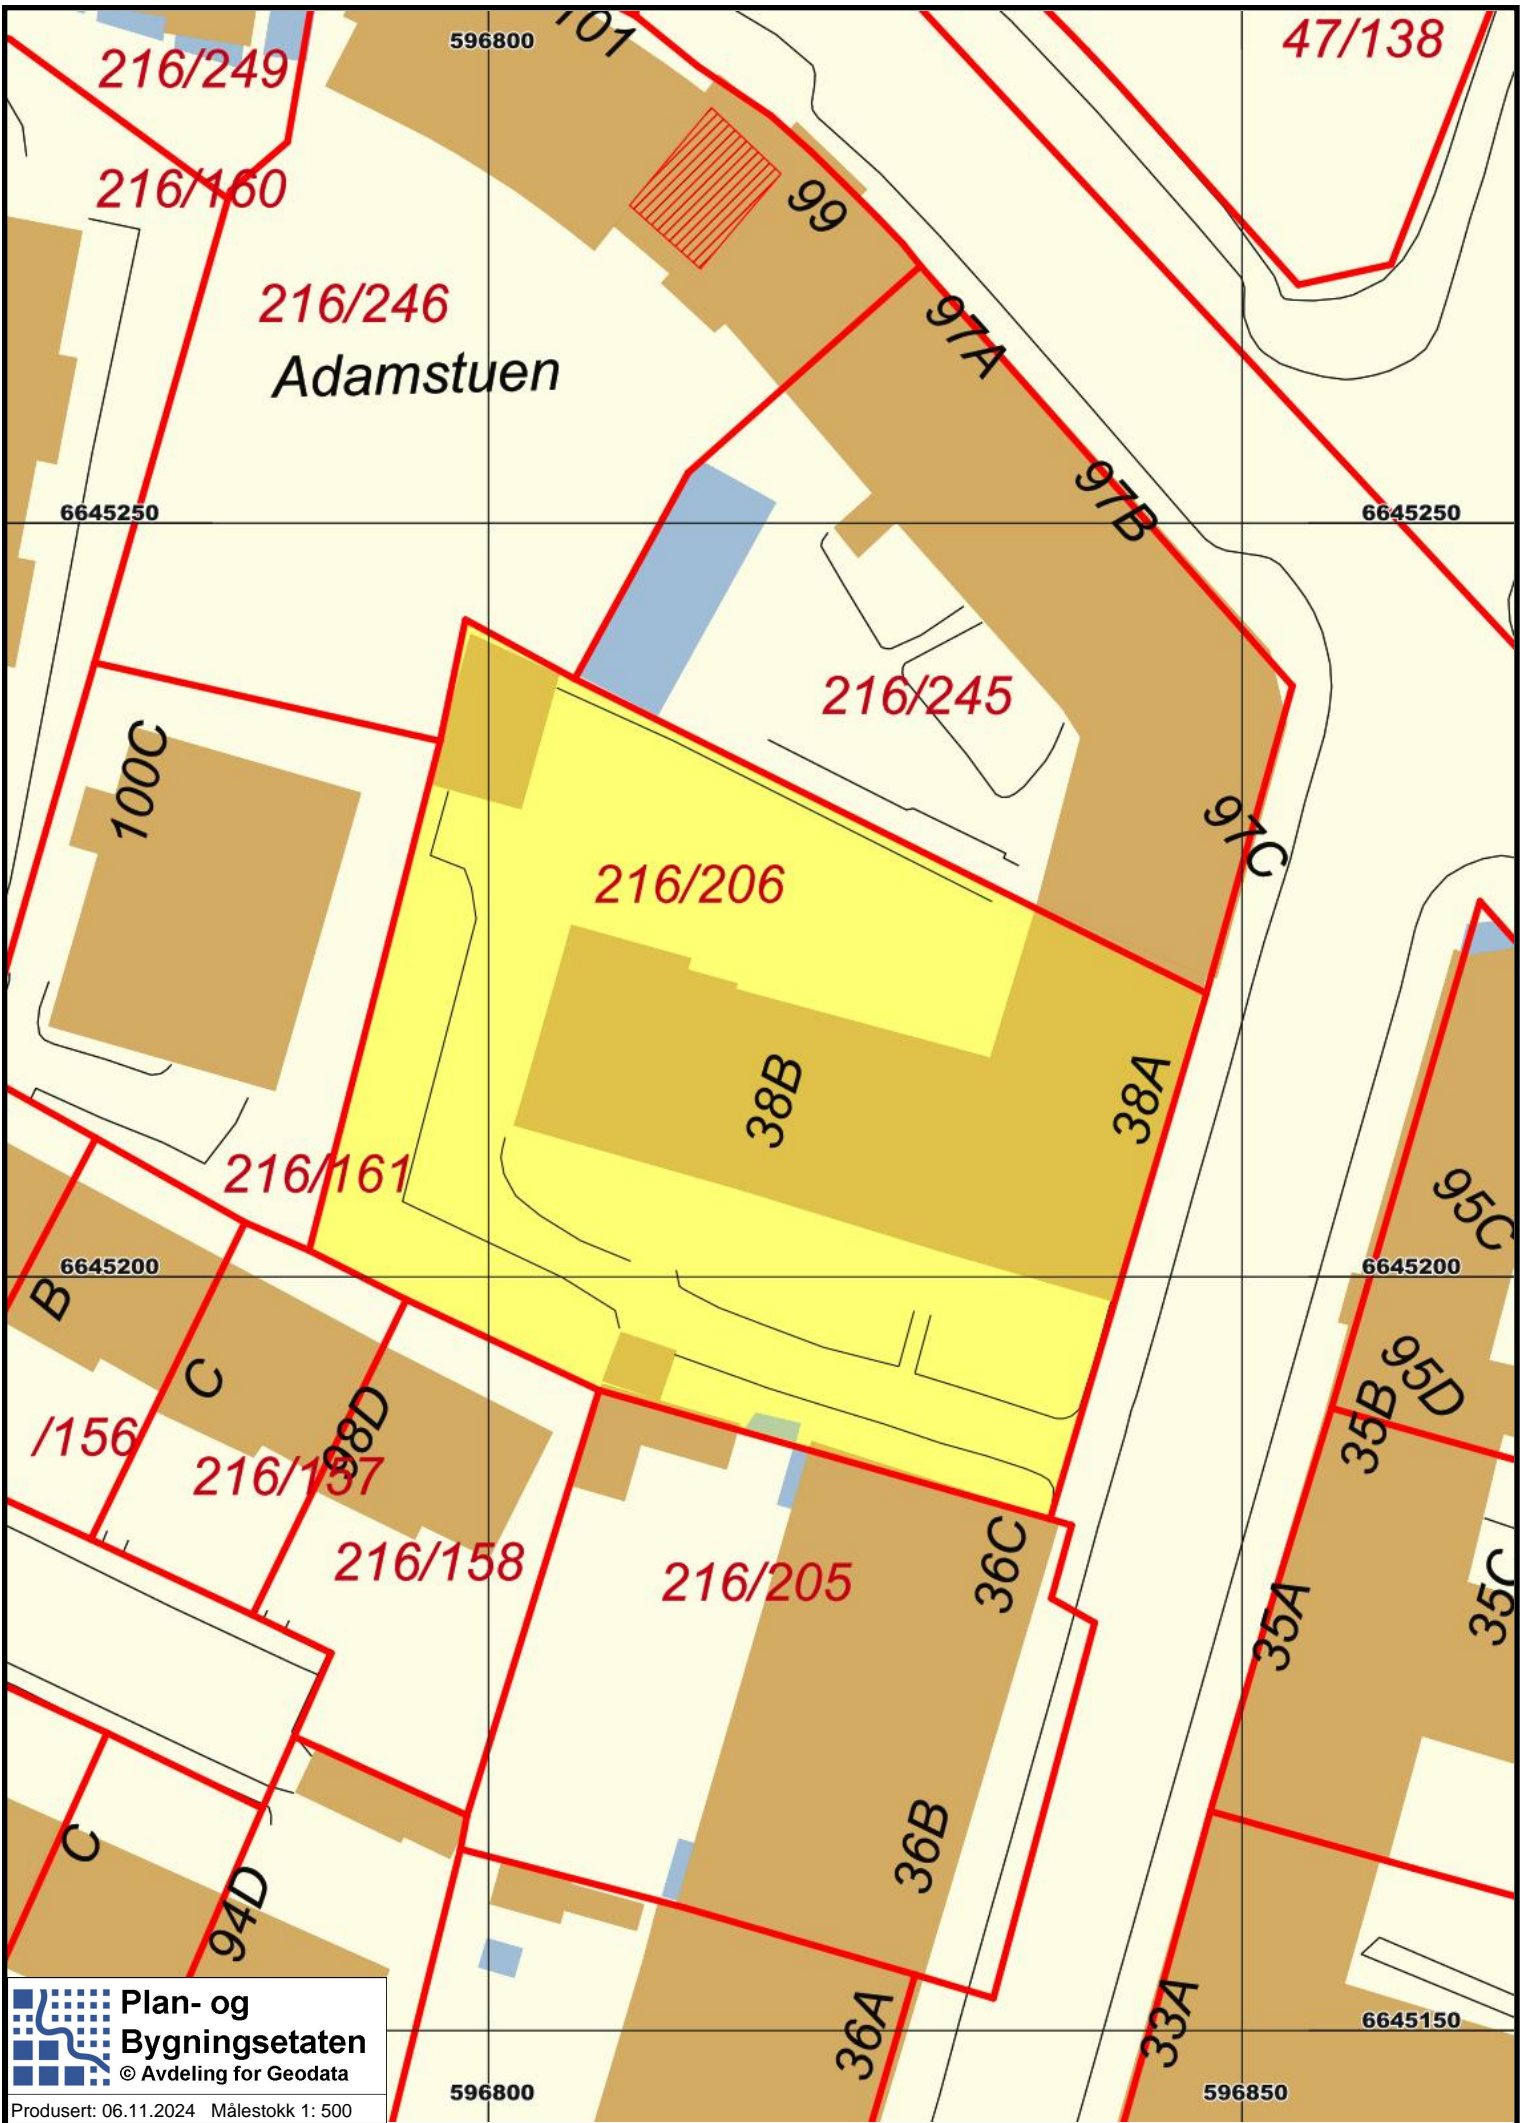 596800
101
47/138
216/249
216/160
99
216/246
97A
Adamstuen
97B
6645250
6645250
216/245
100C
97C
216/206
38B
38A
216/161
95C
6645200
6645200
B
C
95D
98D
35B
/156
216/157
216/158
216/205
36C
35A
35C
C
36B
94D
36A
33A
6645150
Plan- og
Bygningsetaten
© Avdeling for Geodata
596800
596850
Produsert: 06.11.2024 Målestokk 1: 500